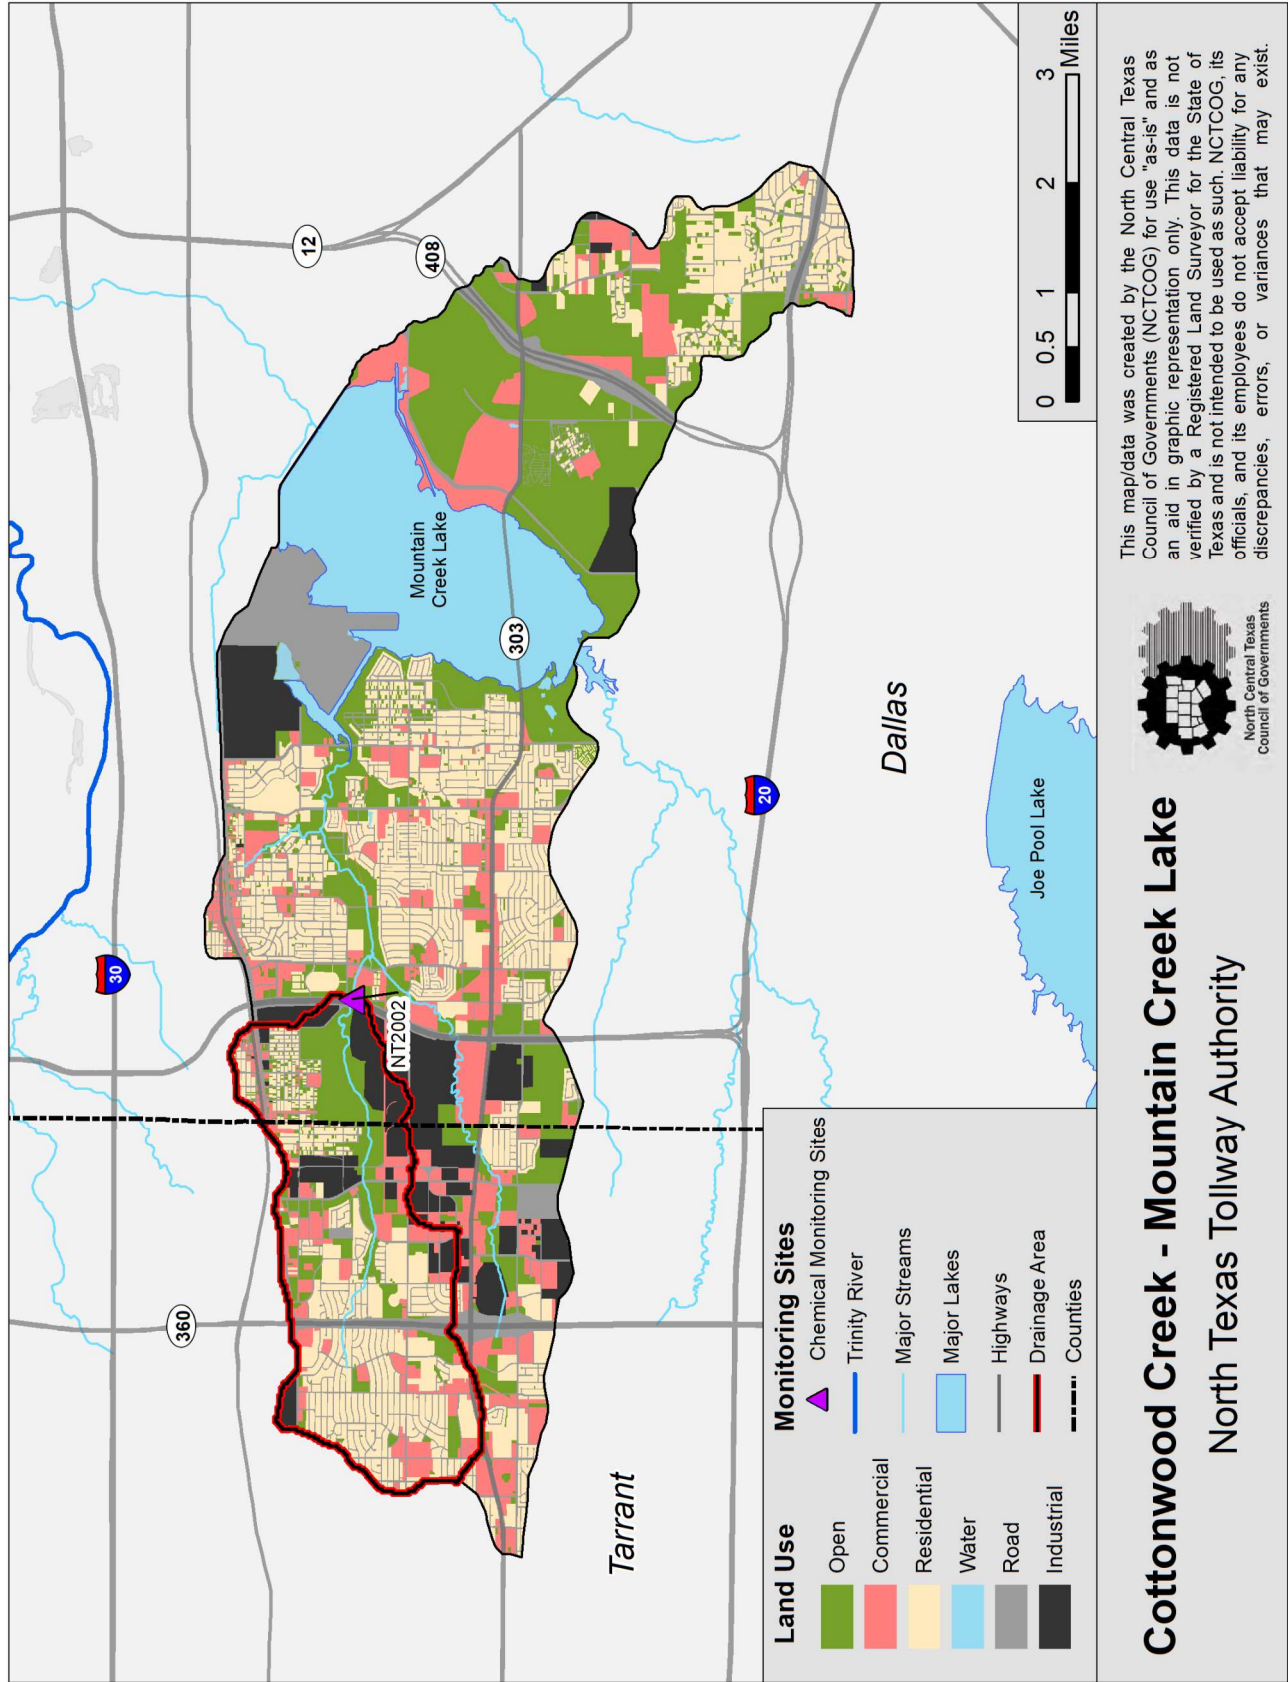 12
408
30
360
303
20
Mountain
Creek Lake
NT2002
Dallas
Tarrant
Joe Pool Lake
0 0.5 1 2 3
Miles
Land Use
Open
Commercial
Residential
Water
Road
Industrial
Monitoring Sites
Chemical Monitoring Sites
Trinity River
Major Streams
Major Lakes
Highways
Drainage Area
Counties
Cottonwood Creek - Mountain Creek Lake
North Texas Tollway Authority
North Central Texas
Council of Governments
This map/data was created by the North Central Texas
Council of Governments (NCTCOG) for use "as-is" and as
an aid in graphic representation only. This data is not
verified by a Registered Land Surveyor for the State of
Texas and is not intended to be used as such. NCTCOG, its
officials, and its employees do not accept liability for any
discrepancies, errors, or variances that may exist.